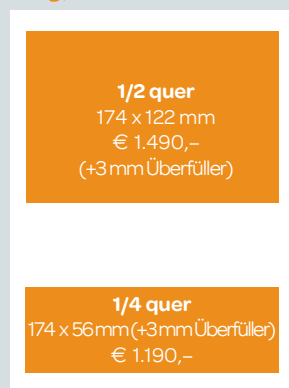 1/2 quer
174 x 122 mm
€ 1.490,–
(+3 mm Überfüller)
1/4 quer
174 x 56 mm (+3 mm Überfüller)
€ 1.190,–